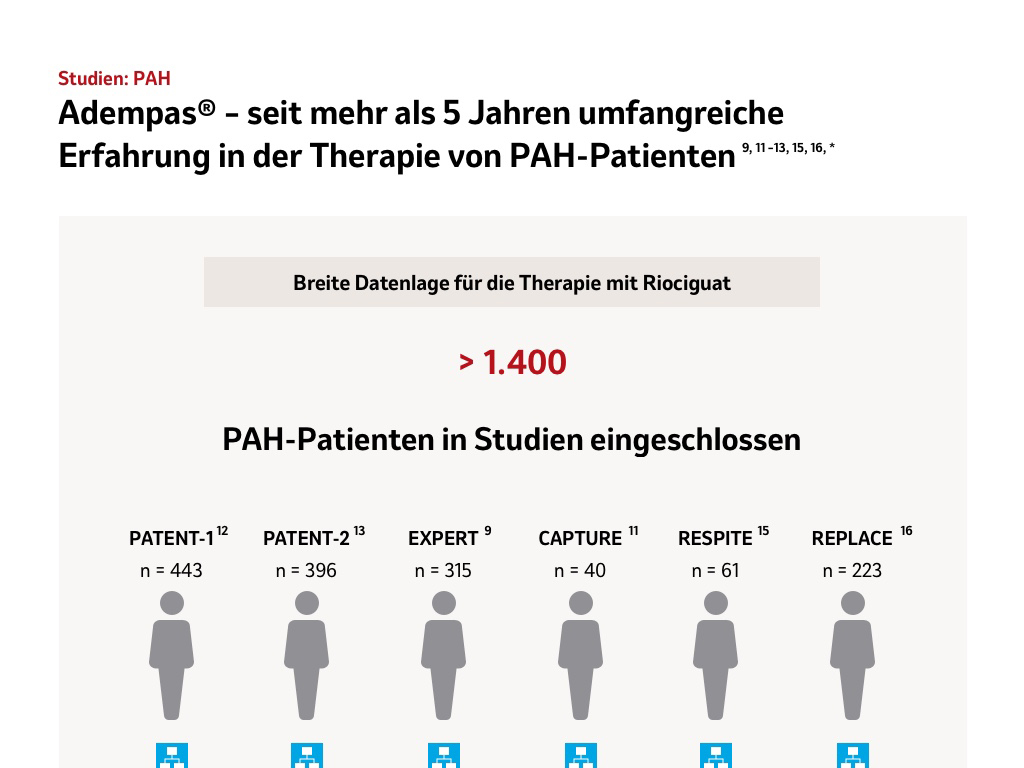 Studien: PAH
Adempas® – seit mehr als 5 Jahren umfangreiche
Erfahrung in der Therapie von PAH-Patienten 9, 11–13, 15, 16, *
Breite Datenlage für die Therapie mit Riociguat
> 1.400
PAH-Patienten in Studien eingeschlossen
PATENT-1 12 PATENT-2 13 EXPERT 9 CAPTURE 11 RESPITE 15 REPLACE 16
n = 443 n = 396 n = 315 n = 40 n = 61 n = 223